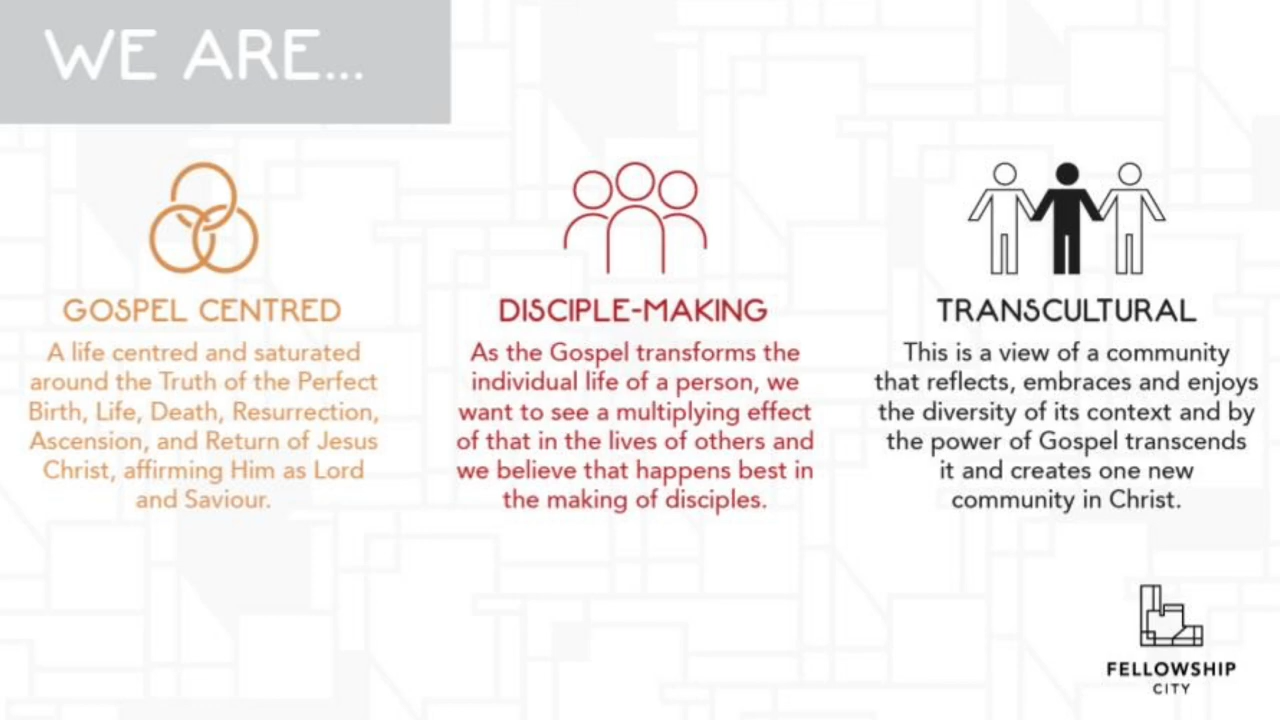 WE ARE...
GOSPEL CENTRED
A life centred and saturated
around the Truth of the Perfect
Birth, Life, Death, Resurrection,
Ascension, and Return of Jesus
Christ, affirming Him as Lord
and Saviour.
DISCIPLE-MAKING
As the Gospel transforms the
individual life of a person, we
want to see a multiplying effect
of that in the lives of others and
we believe that happens best in
the making of disciples.
TRANSCULTURAL
This is a view of a community
that reflects, embraces and enjoys
the diversity of its context and by
the power of Gospel transcends
it and creates one new
community in Christ.
FELLOWSHIP
CITY